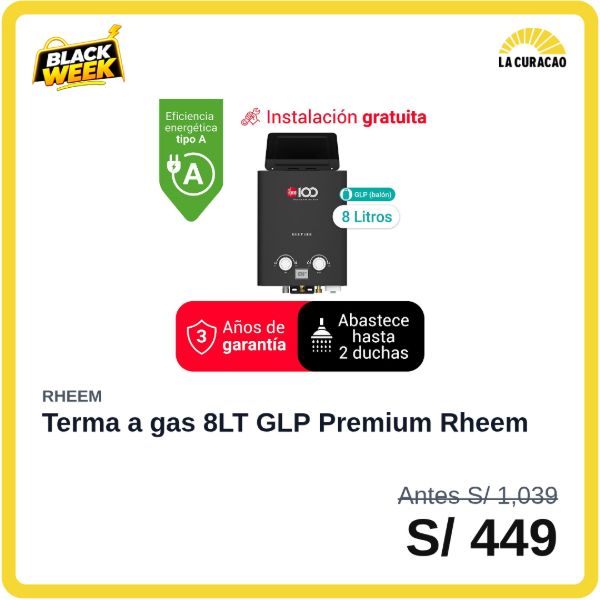 BLACK
WEEK
LA CURACAO
Eficiencia
energética
tipo A
A
Instalación gratuita
100
GLP (balón)
8 Litros
3
Años de
garantía
Abastece
hasta
2 duchas
RHEEM
Terma a gas 8LT GLP Premium Rheem
Antes S/ 1,039
S/ 449